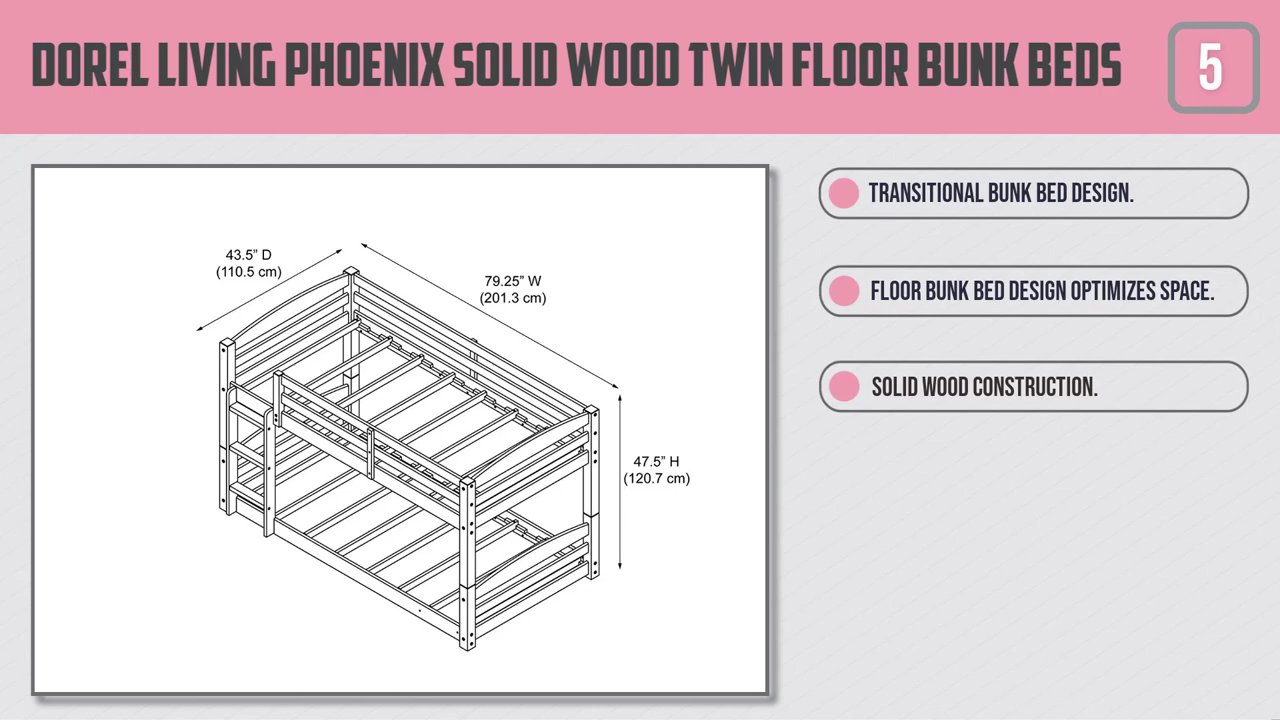 DOREL LIVING PHOENIX SOLID WOOD TWIN FLOOR BUNK BEDS
5
43.5” D
(110.5 cm)
79.25” W
(201.3 cm)
47.5” H
(120.7 cm)
TRANSITIONAL BUNK BED DESIGN.
FLOOR BUNK BED DESIGN OPTIMIZES SPACE.
SOLID WOOD CONSTRUCTION.